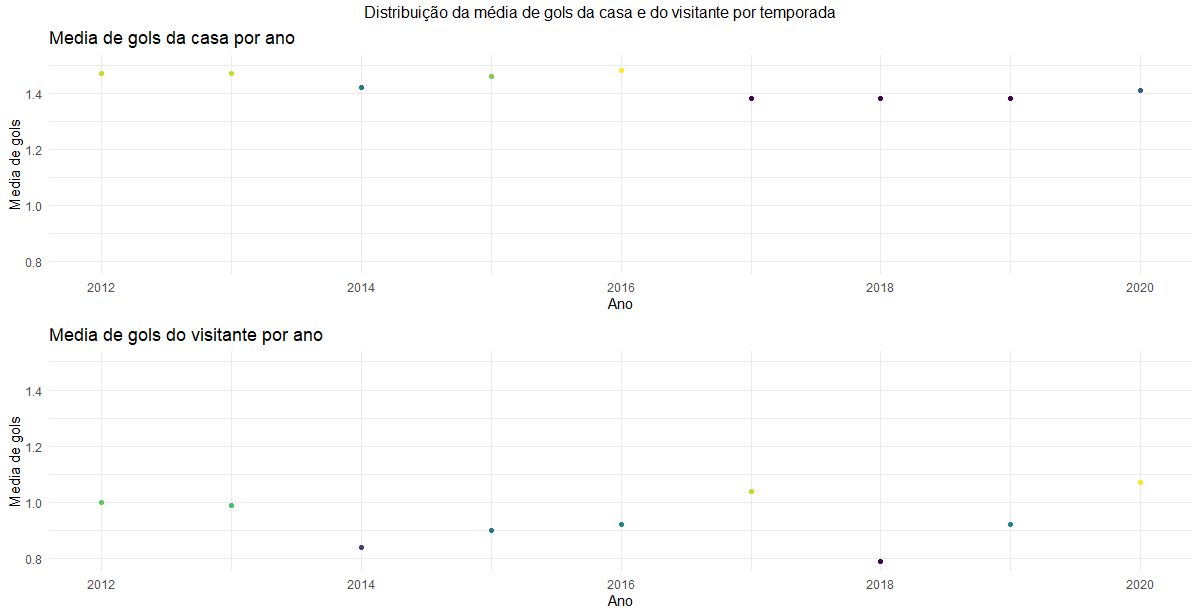 Distribuição da média de gols da casa e do visitante por temporada
Media de gols da casa por ano
Media de gols
1.4
1.2
1.0
0.8
2012 2014 2016 2018 2020
Ano
Media de gols do visitante por ano
Media de gols
1.4
1.2
1.0
0.8
2012 2014 2016 2018 2020
Ano